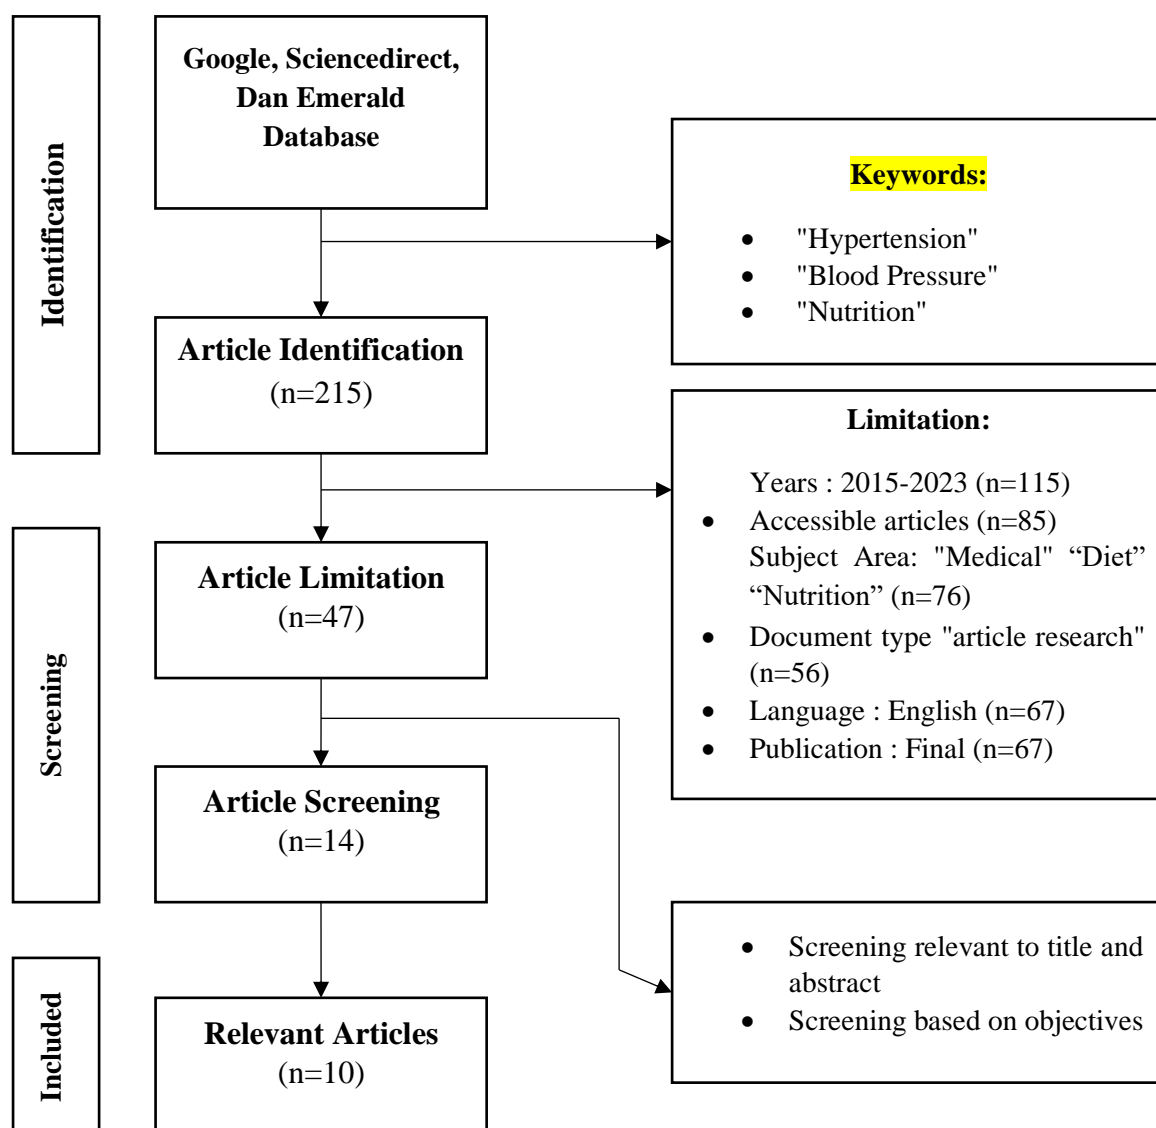 Identification
Google, Sciencedirect,
Dan Emerald
Database
Keywords:
• "Hypertension"
• "Blood Pressure"
• "Nutrition"
Article Identification
(n=215)
Limitation:
Years : 2015-2023 (n=115)
• Accessible articles (n=85)
Subject Area: "Medical" “Diet”
“Nutrition” (n=76)
• Document type "article research"
(n=56)
• Language : English (n=67)
• Publication : Final (n=67)
Screening
Article Limitation
(n=47)
Article Screening
(n=14)
• Screening relevant to title and
abstract
• Screening based on objectives
Included
Relevant Articles
(n=10)